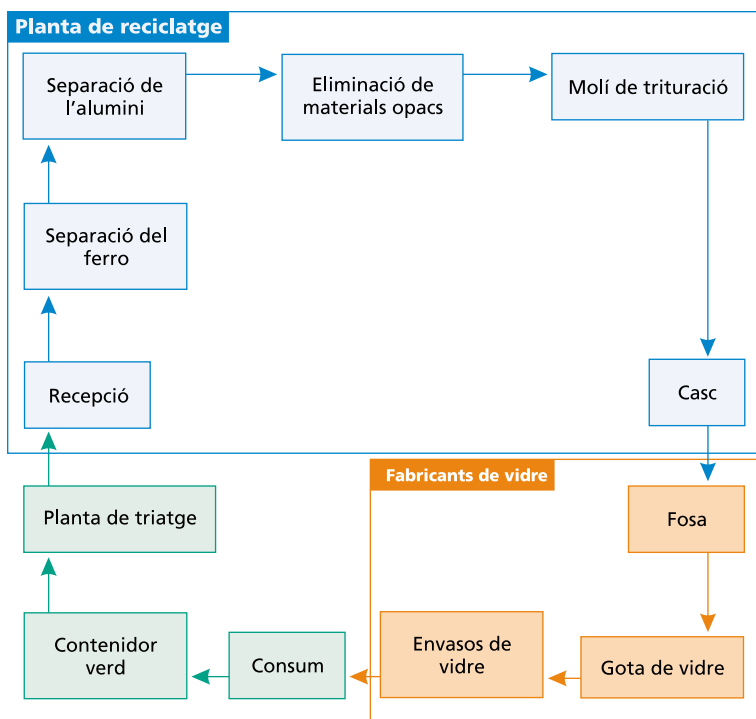 Planta de reciclatge
Separació de
l'alumini
Eliminació de
materials opacs
Molí de trituració
Separació del
ferro
Recepció
Casc
Fabricants de vidre
Planta de triatge
Fosa
Contenidor
verd
Consum
Envasos de
vidre
Gota de vidre